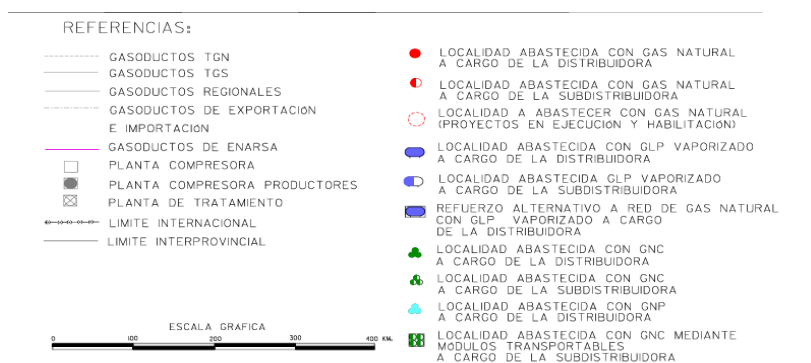 REFERENCIAS:
GASODUCTOS TGN
GASODUCTOS TGS
GASODUCTOS REGIONALES
GASODUCTOS DE EXPORTACIÓN
E IMPORTACIÓN
GASODUCTOS DE ENARSA
PLANTA COMPRESORA
PLANTA COMPRESORA PRODUCTORES
PLANTA DE TRATAMIENTO
LIMITE INTERNACIONAL
LIMITE INTERPROVINCIAL
ESCALA GRAFICA
0 100 200 300 400 KM.
LOCALIDAD ABASTECIDA CON GAS NATURAL
A CARGO DE LA DISTRIBUIDORA
LOCALIDAD ABASTECIDA CON GAS NATURAL
A CARGO DE LA SUBDISTRIBUIDORA
LOCALIDAD A ABASTECER CON GAS NATURAL
(PROYECTOS EN EJECUCIÓN Y HABILITACIÓN)
LOCALIDAD ABASTECIDA CON GLP VAPORIZADO
A CARGO DE LA DISTRIBUIDORA
LOCALIDAD ABASTECIDA GLP VAPORIZADO
A CARGO DE LA SUBDISTRIBUIDORA
REFUERZO ALTERNATIVO A RED DE GAS NATURAL
CON GLP VAPORIZADO A CARGO
DE LA DISTRIBUIDORA
LOCALIDAD ABASTECIDA CON GNC
A CARGO DE LA DISTRIBUIDORA
LOCALIDAD ABASTECIDA CON GNC
A CARGO DE LA SUBDISTRIBUIDORA
LOCALIDAD ABASTECIDA CON GNP
A CARGO DE LA DISTRIBUIDORA
LOCALIDAD ABASTECIDA CON GNC MEDIANTE
MODULOS TRANSPORTABLES
A CARGO DE LA SUBDISTRIBUIDORA